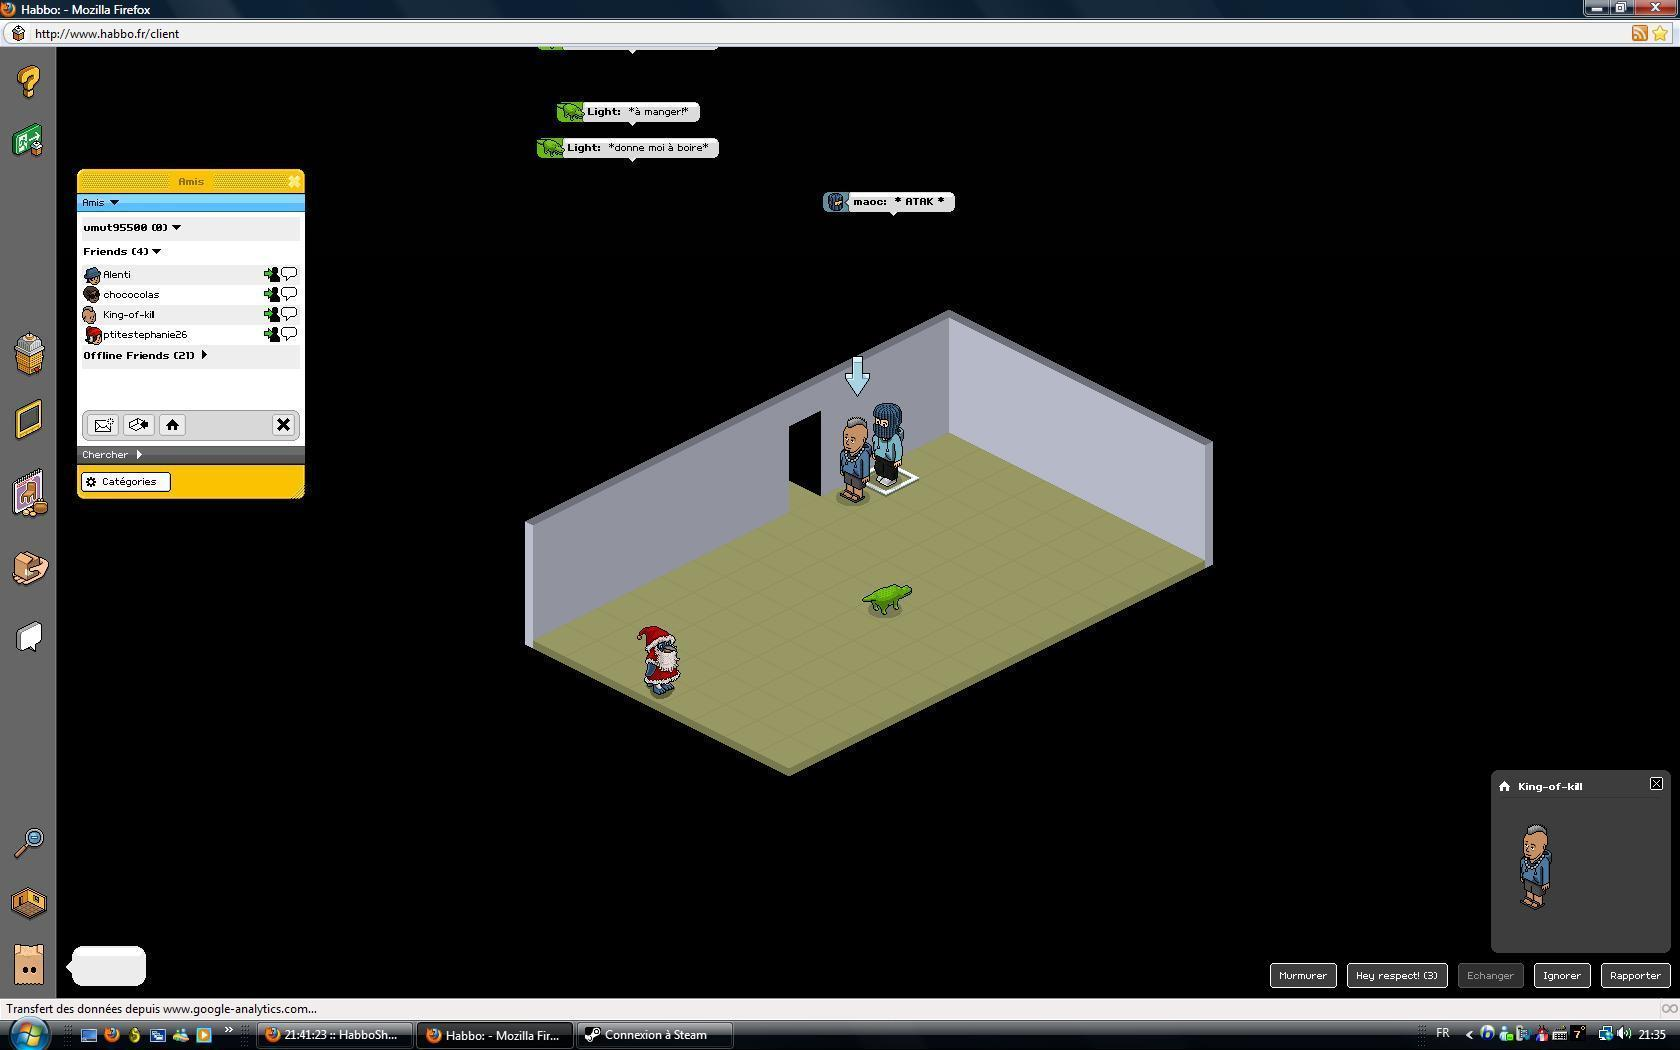 Habbo: - Mozilla Firefox
http://www.habbo.fr/client
Light: *à manger!*
Light: *donne moi à boire*
maoc: * ATAK *
Amis
Amis
umut95500 (0)
Friends (4)
Alenti
chococolas
King-of-kill
ptitestephanie26
Offline Friends (21)
Chercher
Catégories
King-of-kill
Murmurer
Hey respect! (3)
Echanger
Ignorer
Rapporter
Transfert des données depuis www.google-analytics.com...
21:41:23 :: HabboSh...
Habbo: - Mozilla Fir...
Connexion à Steam
FR
21:35